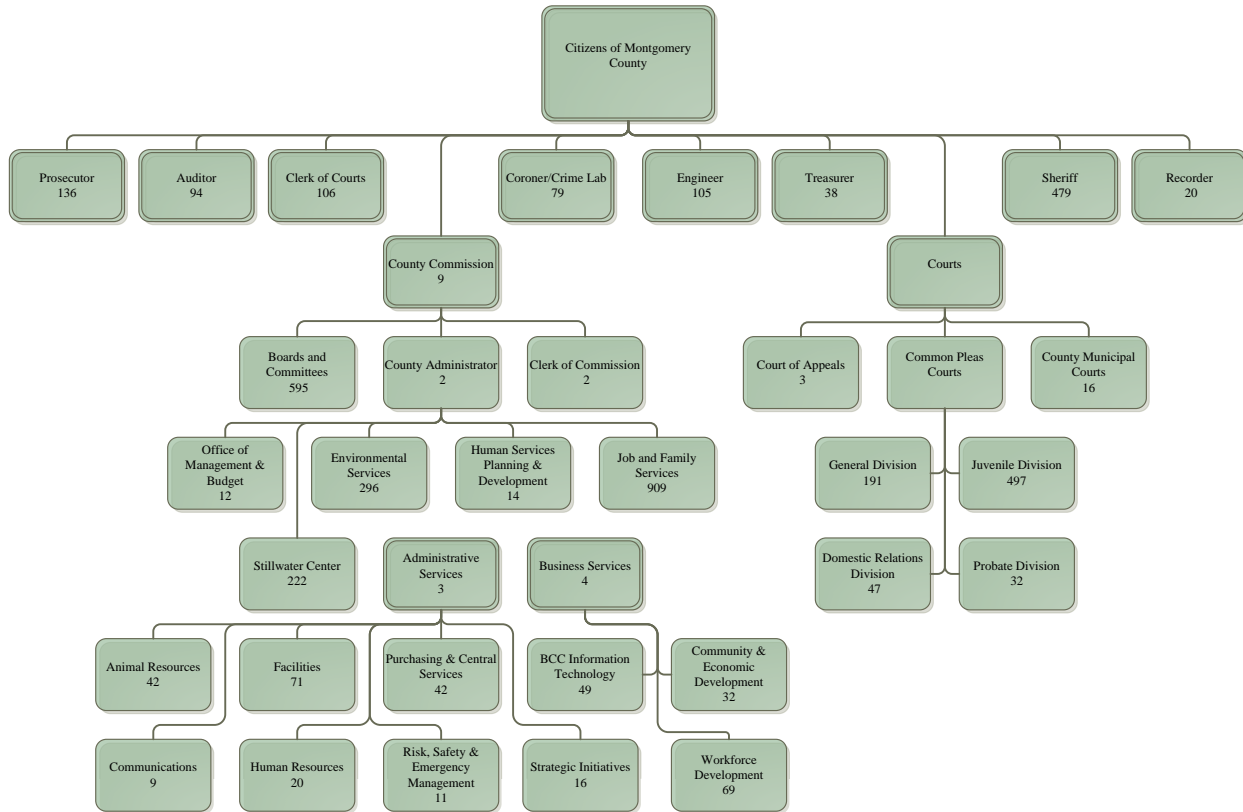 Citizens of Montgomery
County
Prosecutor
136
Auditor
94
Clerk of Courts
106
Coroner/Crime Lab
79
Engineer
105
Treasurer
38
Sheriff
479
Recorder
20
County Commission
9
Courts
Boards and
Committees
595
County Administrator
2
Clerk of Commission
2
Court of Appeals
3
Common Pleas
Courts
County Municipal
Courts
16
Office of
Management &
Budget
12
Environmental
Services
296
Human Services
Planning &
Development
14
Job and Family
Services
909
General Division
191
Juvenile Division
497
Stillwater Center
222
Administrative
Services
3
Business Services
4
Domestic Relations
Division
47
Probate Division
32
Animal Resources
42
Facilities
71
Purchasing & Central
Services
42
BCC Information
Technology
49
Community &
Economic
Development
32
Communications
9
Human Resources
20
Risk, Safety &
Emergency
Management
11
Strategic Initiatives
16
Workforce
Development
69